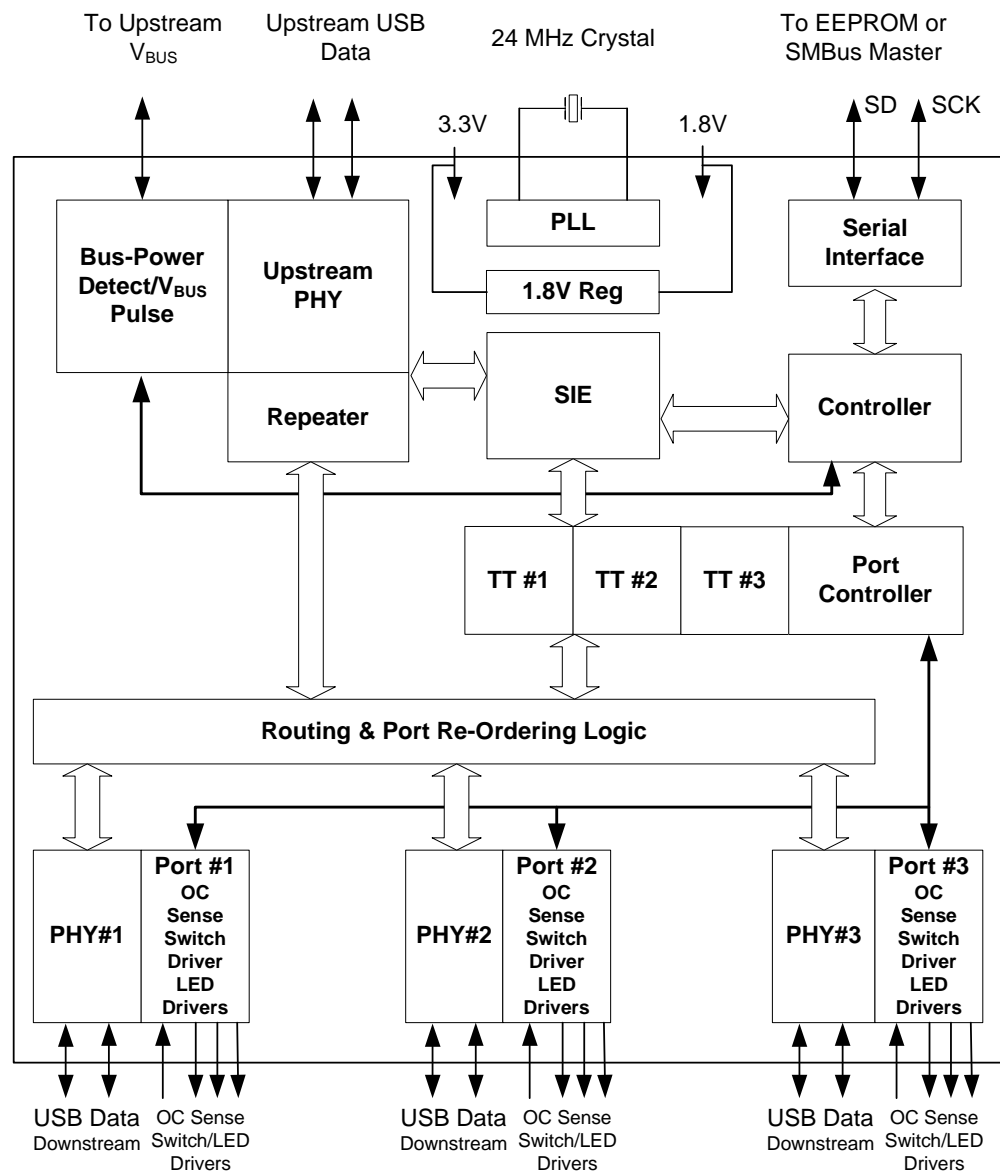 To Upstream
VBUS
Upstream USB
Data
24 MHz Crystal
To EEPROM or
SMBus Master
3.3V
1.8V
SD
SCK
Bus-Power
Detect/VBUS
Pulse
Upstream
PHY
PLL
1.8V Reg
Serial
Interface
Repeater
SIE
Controller
TT #1
TT #2
TT #3
Port
Controller
Routing & Port Re-Ordering Logic
PHY#1
Port #1
OC
Sense
Switch
Driver
LED
Drivers
PHY#2
Port #2
OC
Sense
Switch
Driver
LED
Drivers
PHY#3
Port #3
OC
Sense
Switch
Driver
LED
Drivers
USB Data
Downstream
OC Sense
Switch/LED
Drivers
USB Data
Downstream
OC Sense
Switch/LED
Drivers
USB Data
Downstream
OC Sense
Switch/LED
Drivers